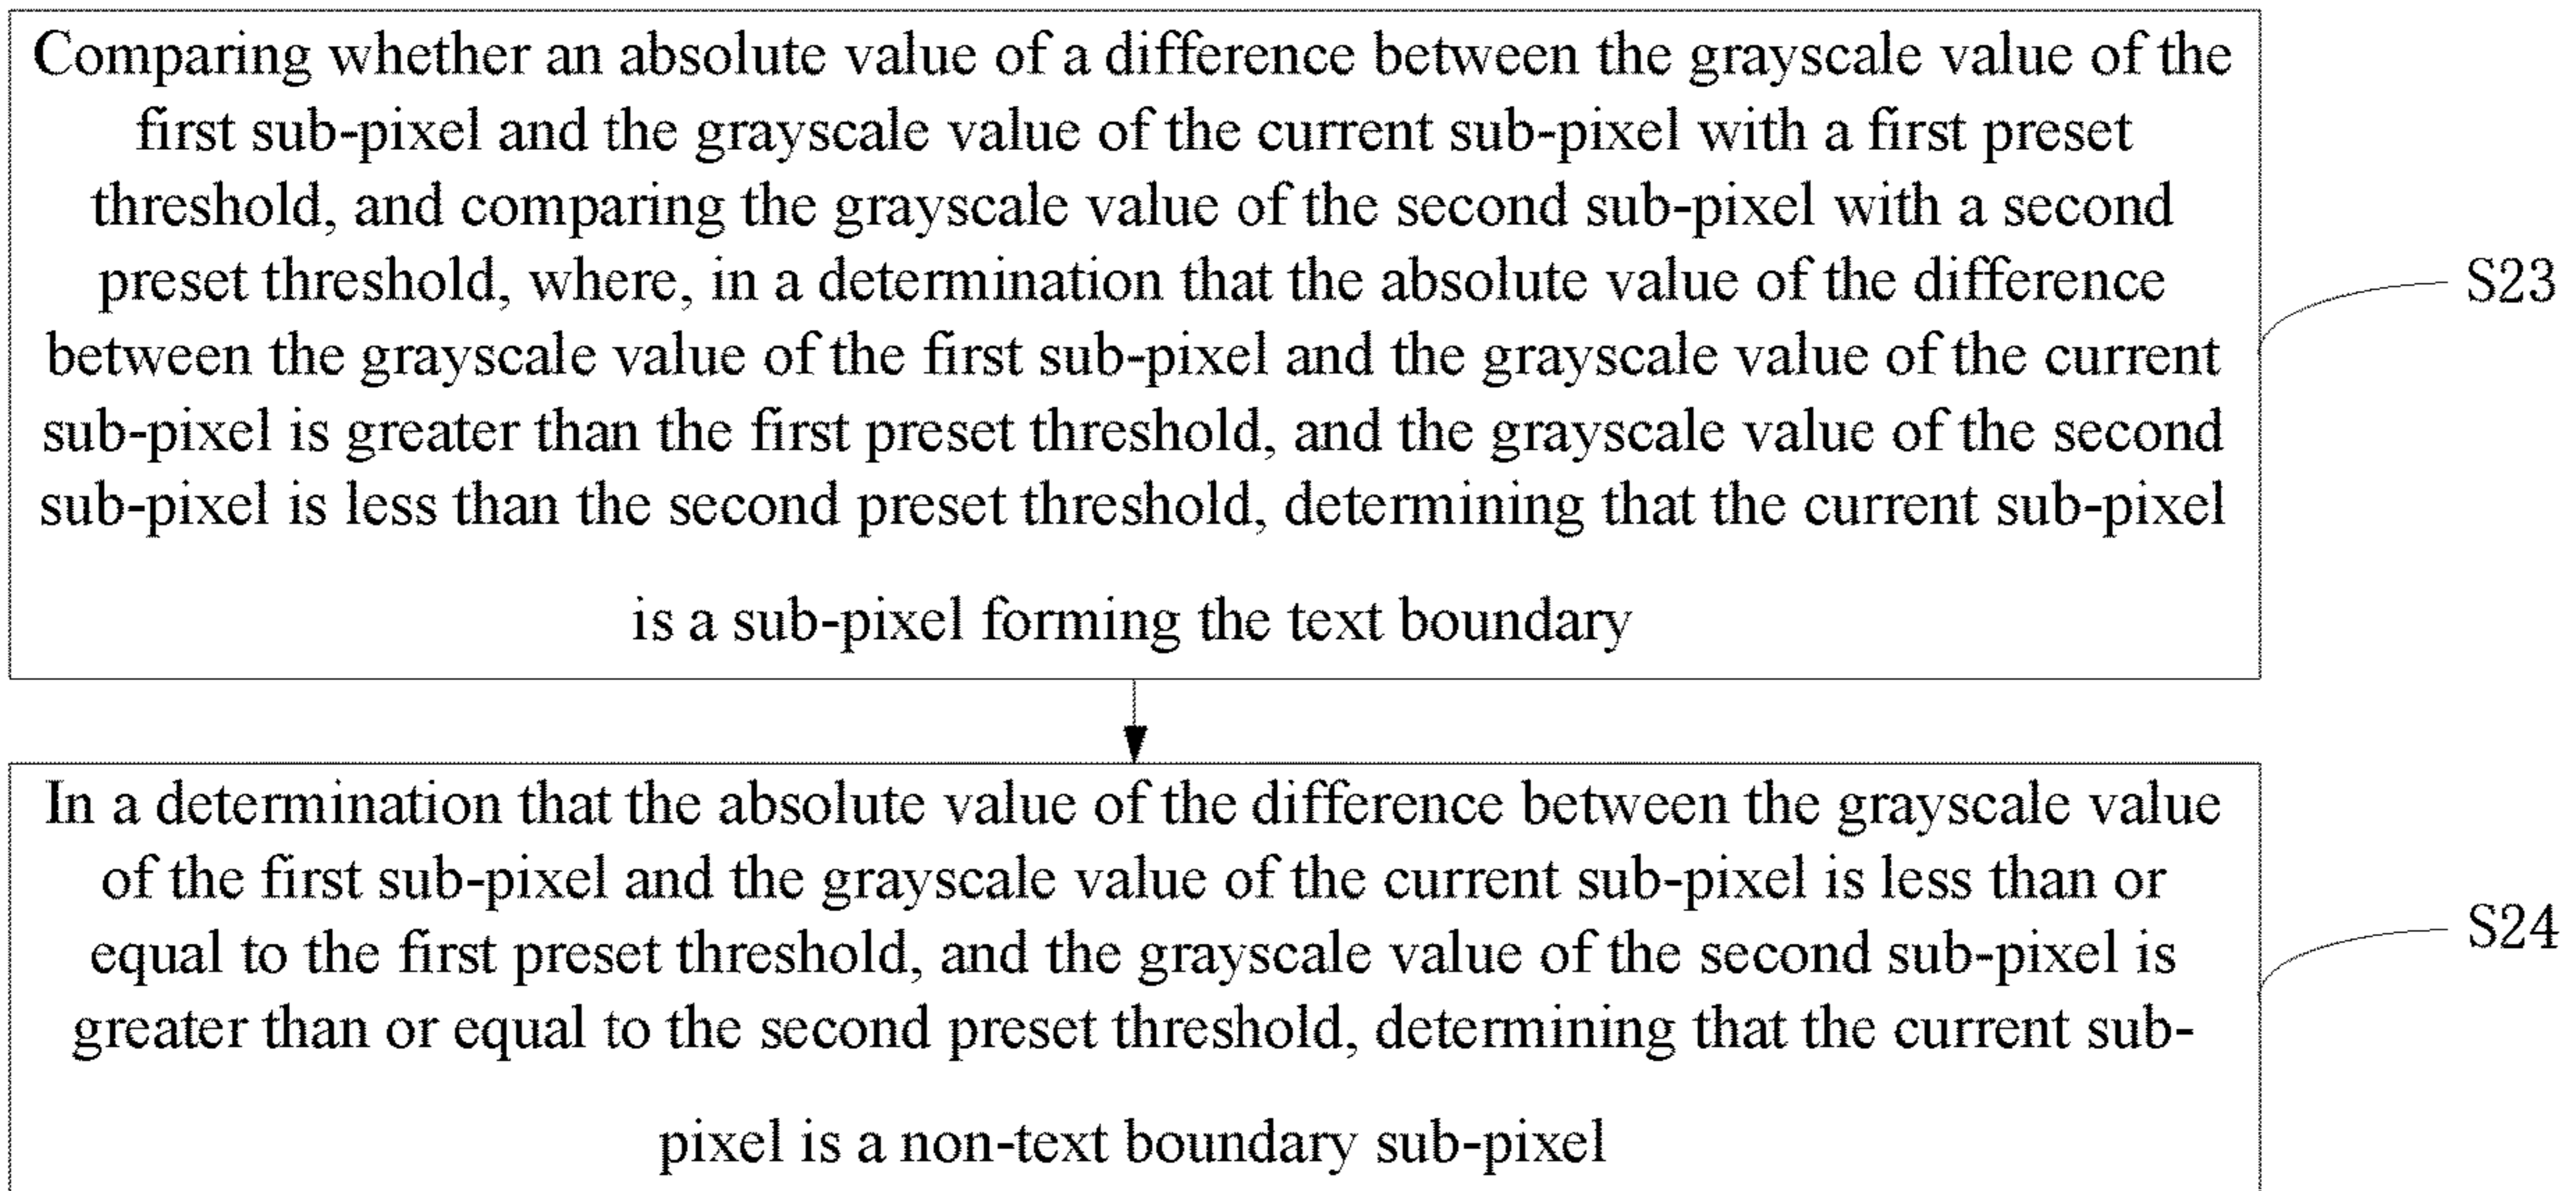 Comparing whether an absolute value of a difference between the grayscale value of the
first sub-pixel and the grayscale value of the current sub-pixel with a first preset
threshold, and comparing the grayscale value of the second sub-pixel with a second
preset threshold, where, in a determination that the absolute value of the difference
between the grayscale value of the first sub-pixel and the grayscale value of the current
sub-pixel is greater than the first preset threshold, and the grayscale value of the second
sub-pixel is less than the second preset threshold, determining that the current sub-pixel
is a sub-pixel forming the text boundary
S23
In a determination that the absolute value of the difference between the grayscale value
of the first sub-pixel and the grayscale value of the current sub-pixel is less than or
equal to the first preset threshold, and the grayscale value of the second sub-pixel is
greater than or equal to the second preset threshold, determining that the current sub-
pixel is a non-text boundary sub-pixel
S24